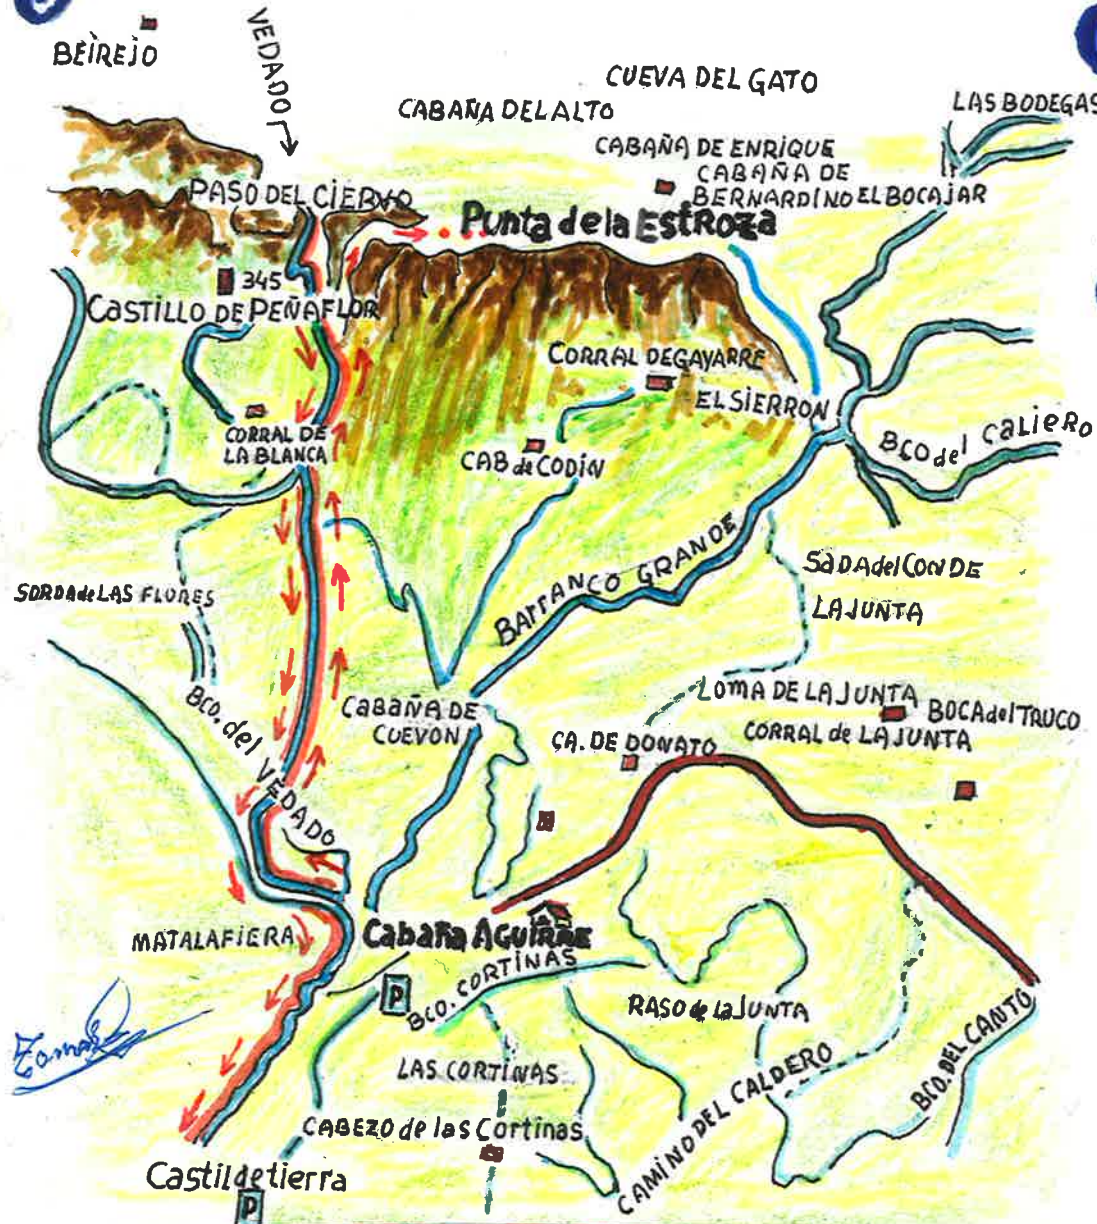 BEIREJO
VEDADO
CABAÑA DEL ALTO
CUEVA DEL GATO
LAS BODEGAS
CABAÑA DE ENRIQUE
CABAÑA DE
BERNARDINO EL BOCAJAR
PASO DEL CIERVO
Punta de la EStROza
345
CaSTILLO DE PEÑAFLOR
CORRAL DE GAYARRE
EL SIERRON
CORRAL DE
LA BLANCA
CAB de CODIN
BCO del CALIERO
BARRANCO GRANDE
SaDA del CONDE
LA JUNTA
SORDA de LAS FLORES
BCO. del VEDADO
CaBAÑA DE
CUEVON
LOMA DE LA JUNTA
BOCA del TRUCO
CA. DE DONATO
CORRAL de LA JUNTA
MATALAFIERA
Cabaña AGUIRRE
P
BCO. CORTINAS
RASO de la JUNTA
LAS CORTINAS
CAMINO DEL CALDERO
BCO. DEL CANTO
CABEZO de las Cortinas
Castildetierra
P